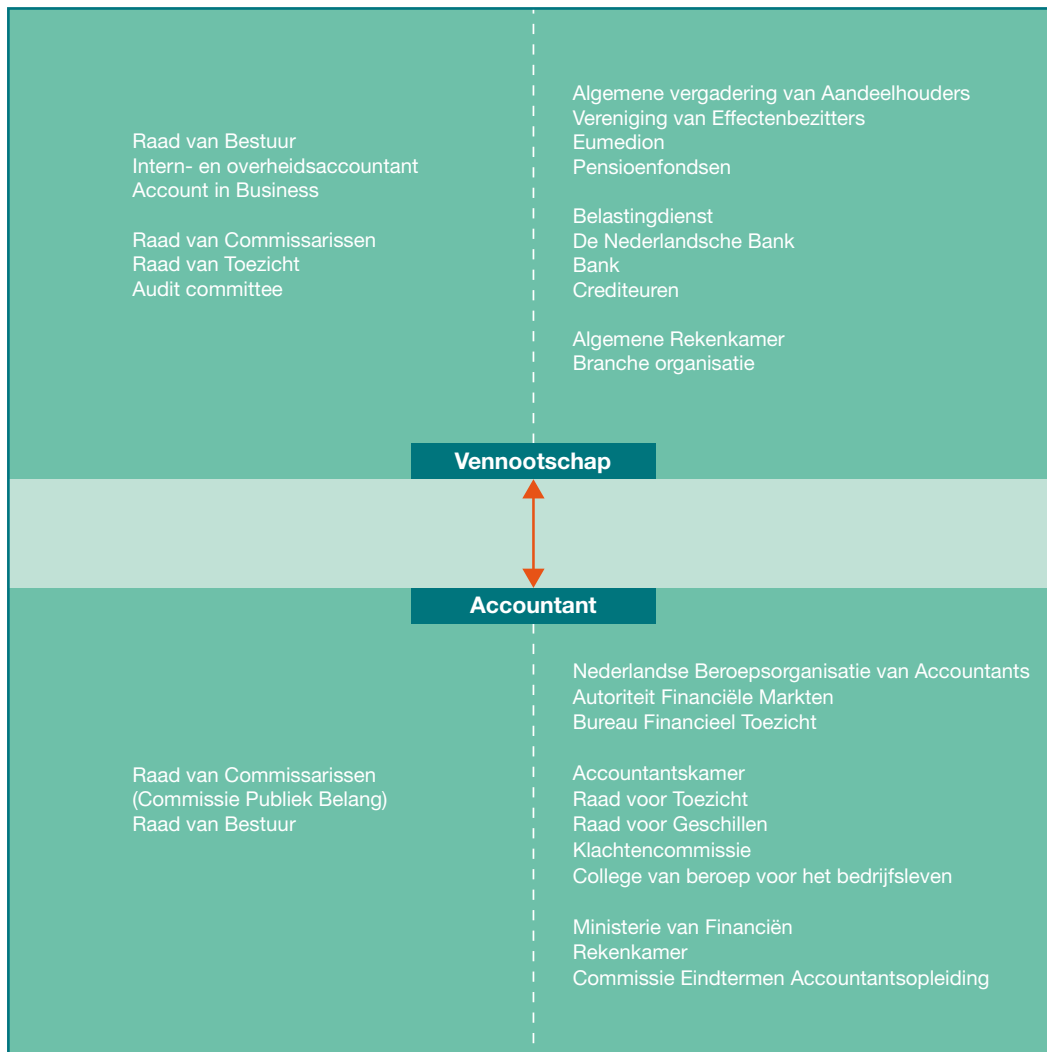 Raad van Bestuur
Intern- en overheidsaccountant
Account in Business
Raad van Commissarissen
Raad van Toezicht
Audit committee
Algemene vergadering van Aandeelhouders
Vereniging van Effectenbezitters
Eumedion
Pensioenfondsen
Belastingdienst
De Nederlandsche Bank
Bank
Crediteuren
Algemene Rekenkamer
Branche organisatie
Vennootschap
Accountant
Raad van Commissarissen
(Commissie Publiek Belang)
Raad van Bestuur
Nederlandse Beroepsorganisatie van Accountants
Autoriteit Financiële Markten
Bureau Financieel Toezicht
Accountantskamer
Raad voor Toezicht
Raad voor Geschillen
Klachtencommissie
College van beroep voor het bedrijfsleven
Ministerie van Financiën
Rekenkamer
Commissie Eindtermen Accountantsopleiding